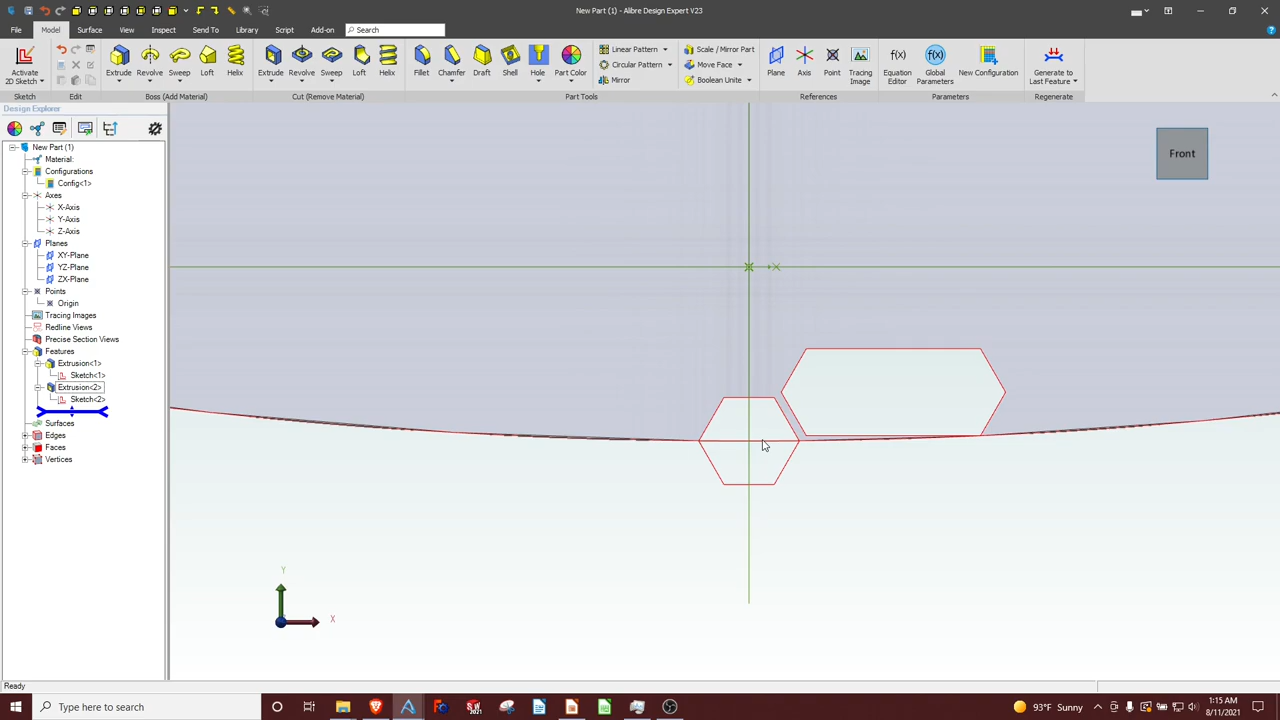 New Part (1) - Alibre Design Expert V23
File Model Surface View Inspect Send To Library Script Add-on Search
Activate 2D Sketch
Extrude Revolve Sweep Loft Helix
Extrude Revolve Sweep Loft Helix
Fillet Chamfer Draft Shell Hole Part Color
Linear Pattern
Circular Pattern
Mirror
Scale / Mirror Part
Move Face
Boolean Unite
Plane Axis Point Tracing Image
Equation Editor Global Parameters New Configuration
Generate to Last Feature
Sketch Edit Boss (Add Material) Cut (Remove Material) Part Tools References Parameters Regenerate
Design Explorer
New Part (1)
Material:
Configurations
Config<1>
Axes
X-Axis
Y-Axis
Z-Axis
Planes
XY-Plane
YZ-Plane
ZX-Plane
Points
Origin
Tracing Images
Redline Views
Precise Section Views
Features
Extrusion<1>
Sketch<1>
Extrusion<2>
Sketch<2>
Surfaces
Edges
Faces
Vertices
Front
Y
X
Ready
Type here to search
93°F Sunny
1:15 AM
8/11/2021